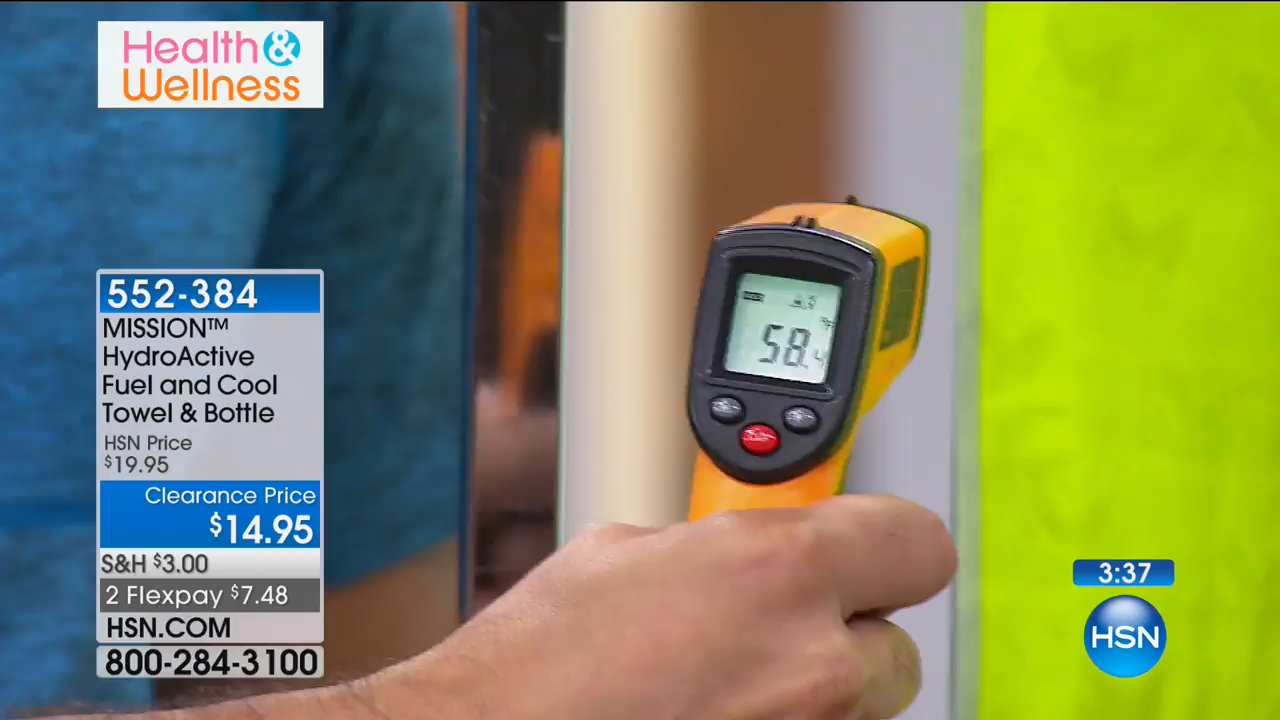 Health &
Wellness
552-384
MISSION™
HydroActive
Fuel and Cool
Towel & Bottle
HSN Price
$19.95
Clearance Price
$14.95
S&H $3.00
2 Flexpay $7.48
HSN.COM
800-284-3100
58.4
3:37
HSN